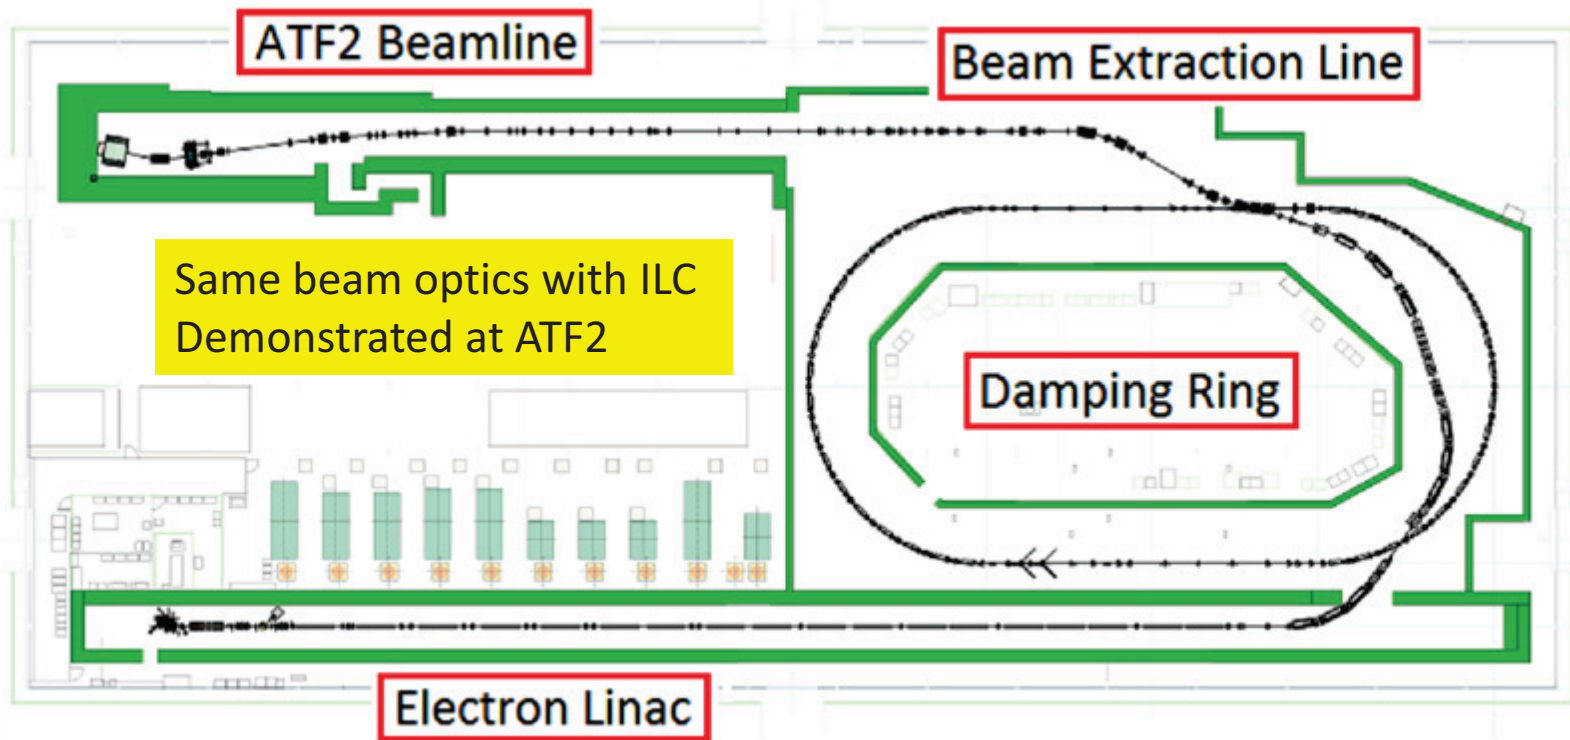 ATF2 Beamline
Beam Extraction Line
Same beam optics with ILC
Demonstrated at ATF2
Damping Ring
Electron Linac